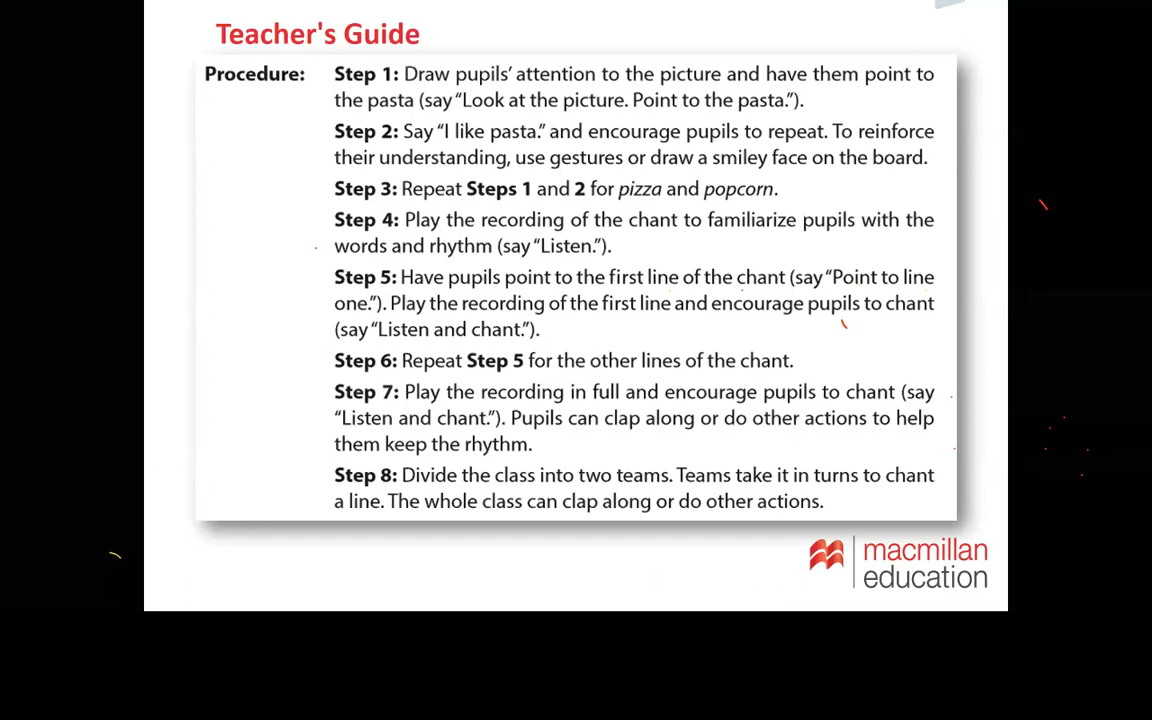 Teacher's Guide
Procedure: Step 1: Draw pupils' attention to the picture and have them point to
the pasta (say “Look at the picture. Point to the pasta.”).
Step 2: Say “I like pasta.” and encourage pupils to repeat. To reinforce
their understanding, use gestures or draw a smiley face on the board.
Step 3: Repeat Steps 1 and 2 for pizza and popcorn.
Step 4: Play the recording of the chant to familiarize pupils with the
words and rhythm (say “Listen.”).
Step 5: Have pupils point to the first line of the chant (say “Point to line
one.”). Play the recording of the first line and encourage pupils to chant
(say “Listen and chant.”).
Step 6: Repeat Step 5 for the other lines of the chant.
Step 7: Play the recording in full and encourage pupils to chant (say
“Listen and chant.”). Pupils can clap along or do other actions to help
them keep the rhythm.
Step 8: Divide the class into two teams. Teams take it in turns to chant
a line. The whole class can clap along or do other actions.
macmillan
education